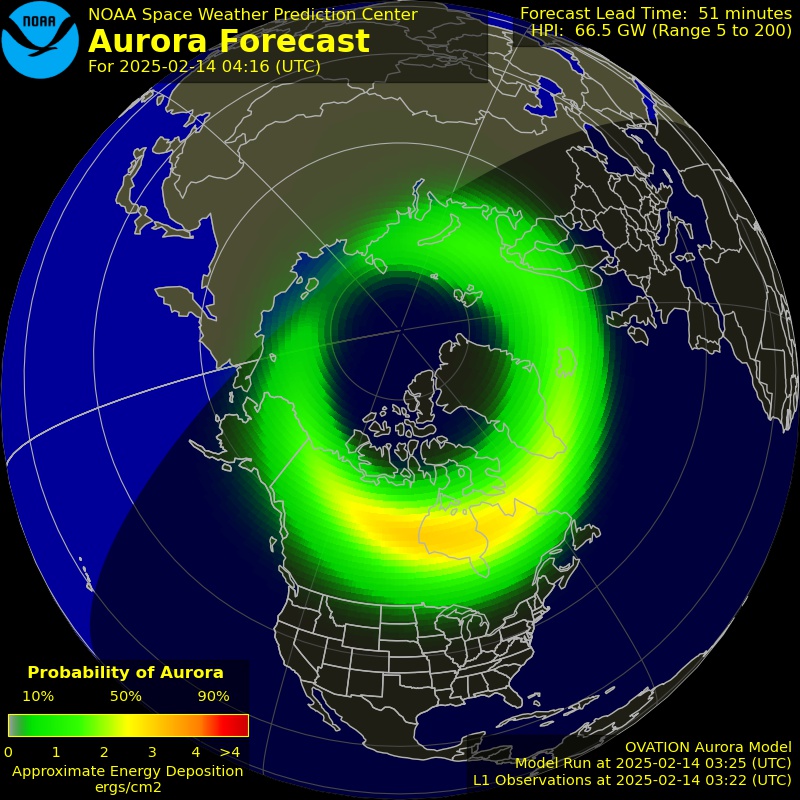 NOAA
NOAA Space Weather Prediction Center
Aurora Forecast
For 2025-02-14 04:16 (UTC)
Forecast Lead Time: 51 minutes
HPI: 66.5 GW (Range 5 to 200)
Probability of Aurora
10% 50% 90%
0 1 2 3 4 >4
Approximate Energy Deposition
ergs/cm2
OVATION Aurora Model
Model Run at 2025-02-14 03:25 (UTC)
L1 Observations at 2025-02-14 03:22 (UTC)